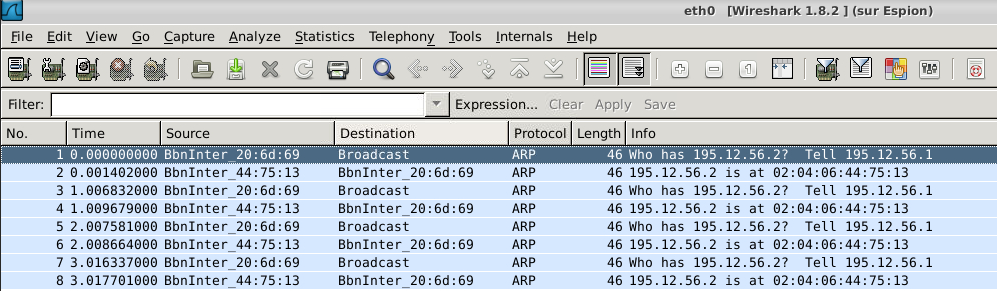 eth0 [Wireshark 1.8.2 ] (sur Espion)
File Edit View Go Capture Analyze Statistics Telephony Tools Internals Help
Filter: Expression... Clear Apply Save
No. Time Source Destination Protocol Length Info
1 0.000000000 BbnInter_20:6d:69 Broadcast ARP 46 Who has 195.12.56.2? Tell 195.12.56.1
2 0.001402000 BbnInter_44:75:13 BbnInter_20:6d:69 ARP 46 195.12.56.2 is at 02:04:06:44:75:13
3 1.006832000 BbnInter_20:6d:69 Broadcast ARP 46 Who has 195.12.56.2? Tell 195.12.56.1
4 1.009679000 BbnInter_44:75:13 BbnInter_20:6d:69 ARP 46 195.12.56.2 is at 02:04:06:44:75:13
5 2.007581000 BbnInter_20:6d:69 Broadcast ARP 46 Who has 195.12.56.2? Tell 195.12.56.1
6 2.008664000 BbnInter_44:75:13 BbnInter_20:6d:69 ARP 46 195.12.56.2 is at 02:04:06:44:75:13
7 3.016337000 BbnInter_20:6d:69 Broadcast ARP 46 Who has 195.12.56.2? Tell 195.12.56.1
8 3.017701000 BbnInter_44:75:13 BbnInter_20:6d:69 ARP 46 195.12.56.2 is at 02:04:06:44:75:13